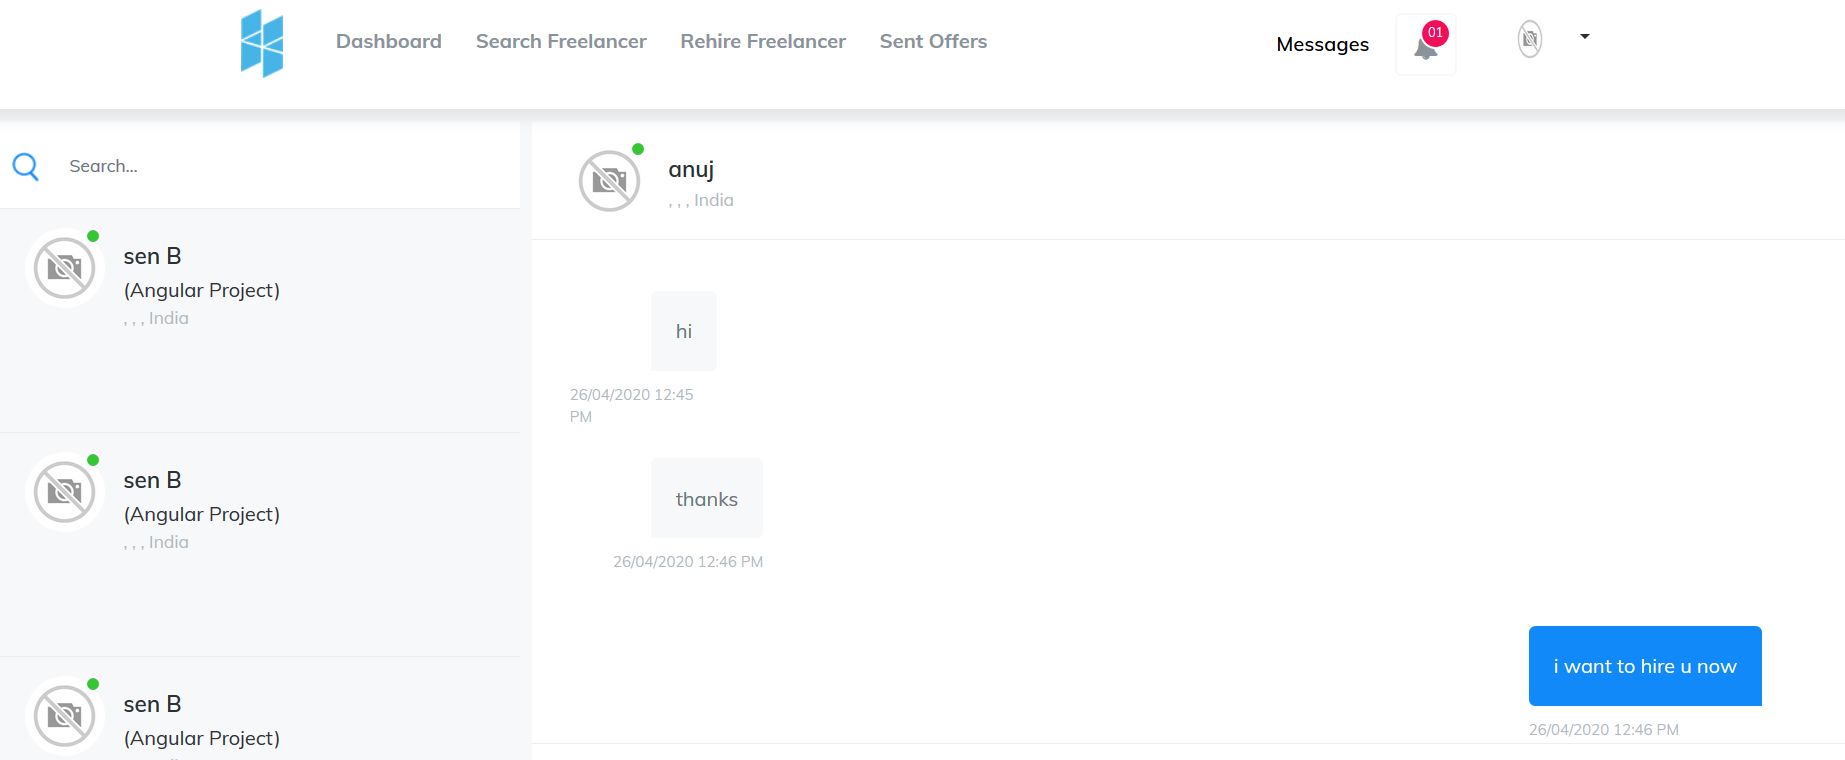 Dashboard Search Freelancer Rehire Freelancer Sent Offers Messages 01
Search...
sen B
(Angular Project)
, , , India
sen B
(Angular Project)
, , , India
sen B
(Angular Project)
anuj
, , , India
hi
26/04/2020 12:45
PM
thanks
26/04/2020 12:46 PM
i want to hire u now
26/04/2020 12:46 PM